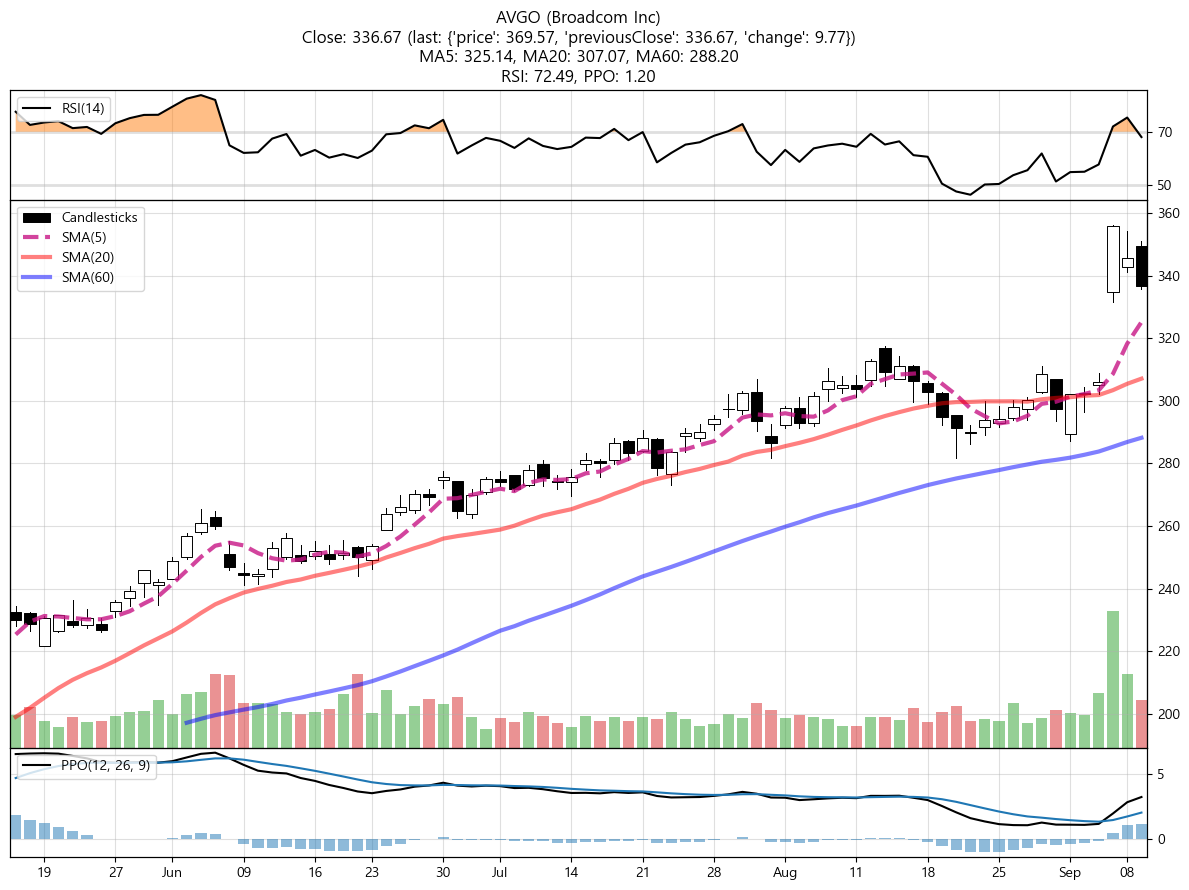 AVGO (Broadcom Inc)
Close: 336.67 (last: {'price': 369.57, 'previousClose': 336.67, 'change': 9.77})
MA5: 325.14, MA20: 307.07, MA60: 288.20
RSI: 72.49, PPO: 1.20
RSI(14)
70
50
Candlesticks
SMA(5)
SMA(20)
SMA(60)
360
340
320
300
280
260
240
220
200
PPO(12, 26, 9)
5
0
19 27 Jun 09 16 23 Jul 14 21 28 Aug 11 18 25 Sep 08